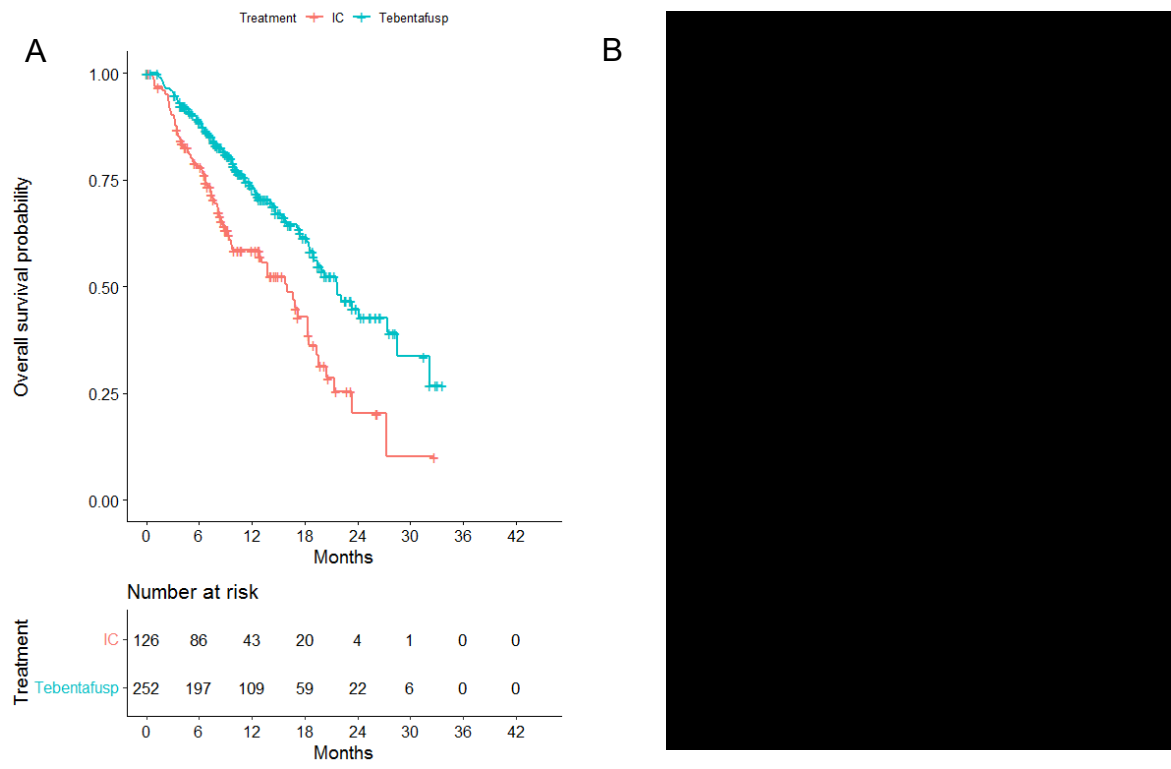 Treatment IC Tebentafusp
A
B
Overall survival probability
1.00
0.75
0.50
0.25
0.00
0 6 12 18 24 30 36 42
Months
Number at risk
Treatment
IC 126 86 43 20 4 1 0 0
Tebentafusp 252 197 109 59 22 6 0 0
0 6 12 18 24 30 36 42
Months